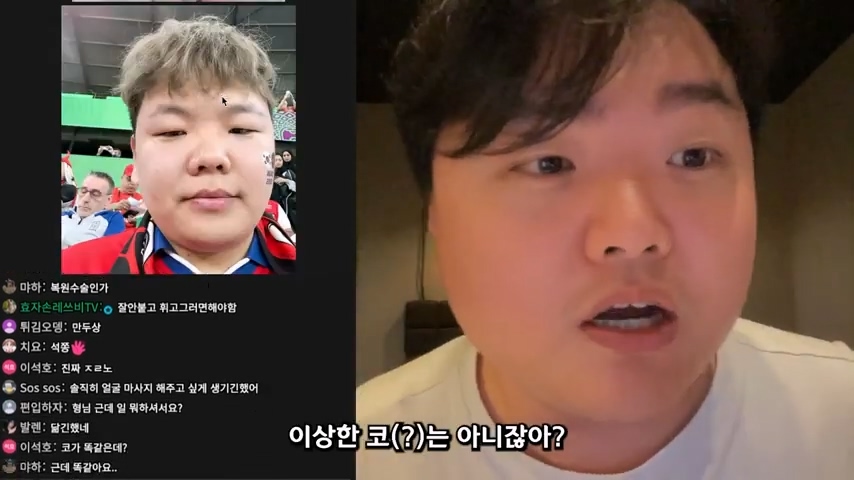 먀하: 복원수술인가
효자손레쓰비TV: 잘안붙고 휘고그러면해야함
튀김오뎅: 만두상
치요: 석쫑
이석호: 진짜 ㅈㄹ노
Sos sos: 솔직히 얼굴 마사지 해주고 싶게 생기긴했어
편입하자: 형님 근데 일 뭐하셔서요?
발렌: 닮긴했네
이석호: 코가 똑같은데?
먀하: 근데 똑같아요..
이상한 코(?)는 아니잖아?